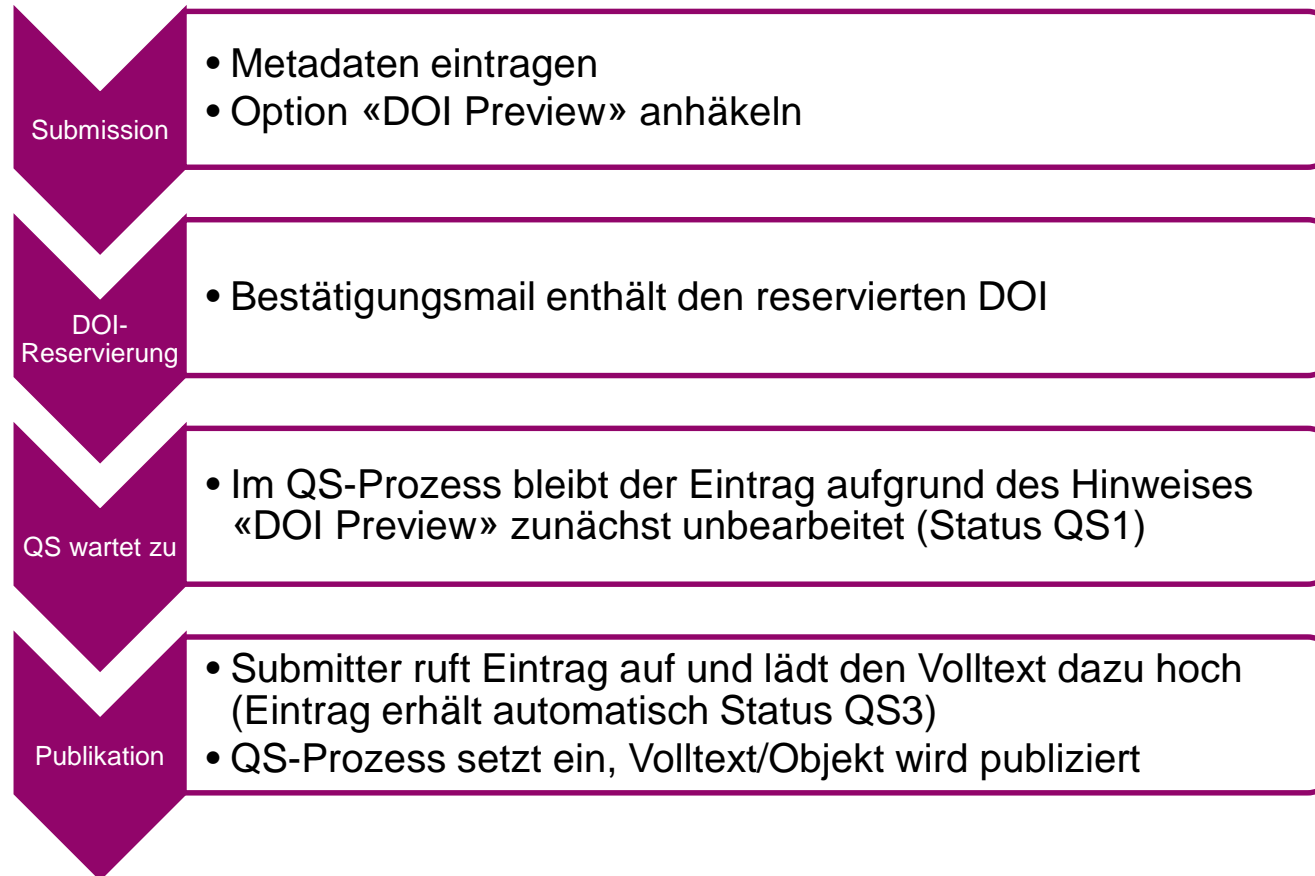 Submission
• Metadaten eintragen
• Option «DOI Preview» anhäkeln
DOI-
Reservierung
• Bestätigungsmail enthält den reservierten DOI
QS wartet zu
• Im QS-Prozess bleibt der Eintrag aufgrund des Hinweises
«DOI Preview» zunächst unbearbeitet (Status QS1)
Publikation
• Submitter ruft Eintrag auf und lädt den Volltext dazu hoch
(Eintrag erhält automatisch Status QS3)
• QS-Prozess setzt ein, Volltext/Objekt wird publiziert